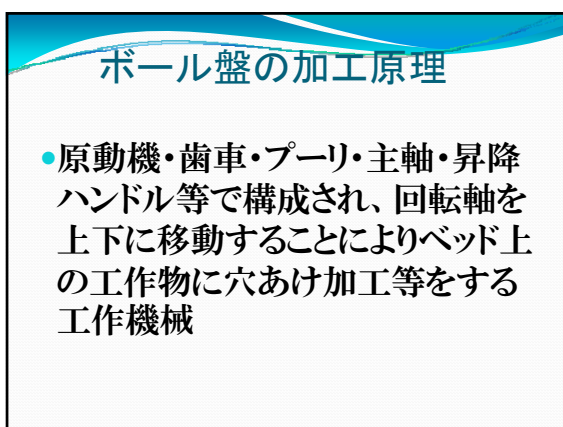 ボール盤の加工原理
•原動機・歯車・プーリ・主軸・昇降
ハンドル等で構成され、回転軸を
上下に移動することによりベッド上
の工作物に穴あけ加工等をする
工作機械